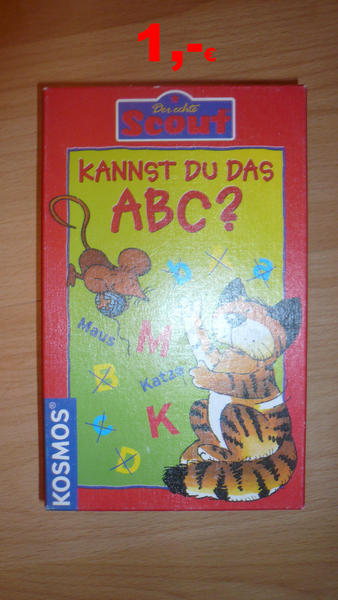 1,-€
Der echte
Scout
KANNST DU DAS
ABC?
b a
Maus
M
Katze
K
KOSMOS